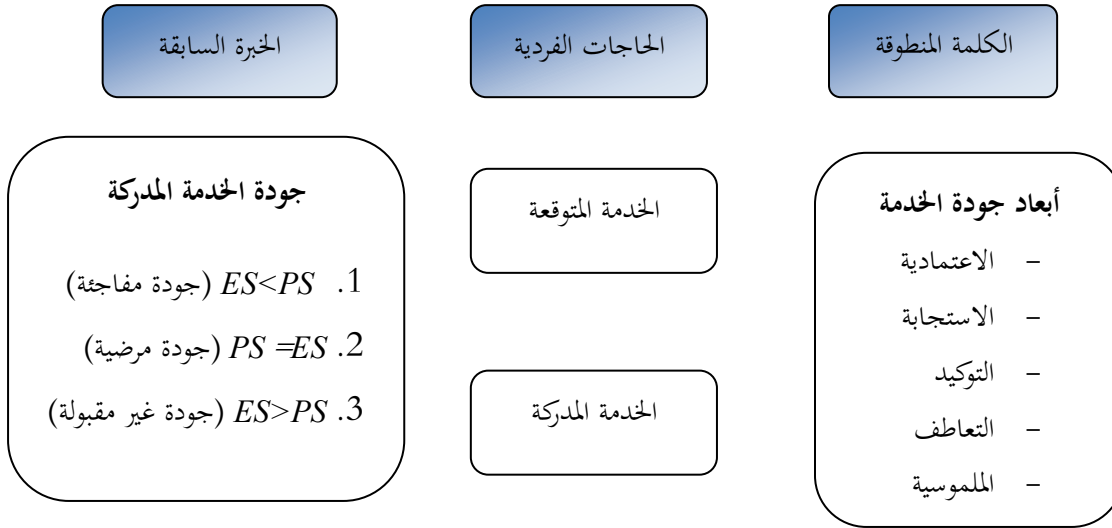 الكلمة المنطوقة
الحاجات الفردية
الخبرة السابقة
أبعاد جودة الخدمة
- الاعتمادية
- الاستجابة
- التوكيد
- التعاطف
- الملموسية
الخدمة المتوقعة
الخدمة المدركة
جودة الخدمة المدركة
1. ES<PS (جودة مفاجئة)
2. PS =ES (جودة مرضية)
3. ES>PS (جودة غير مقبولة)